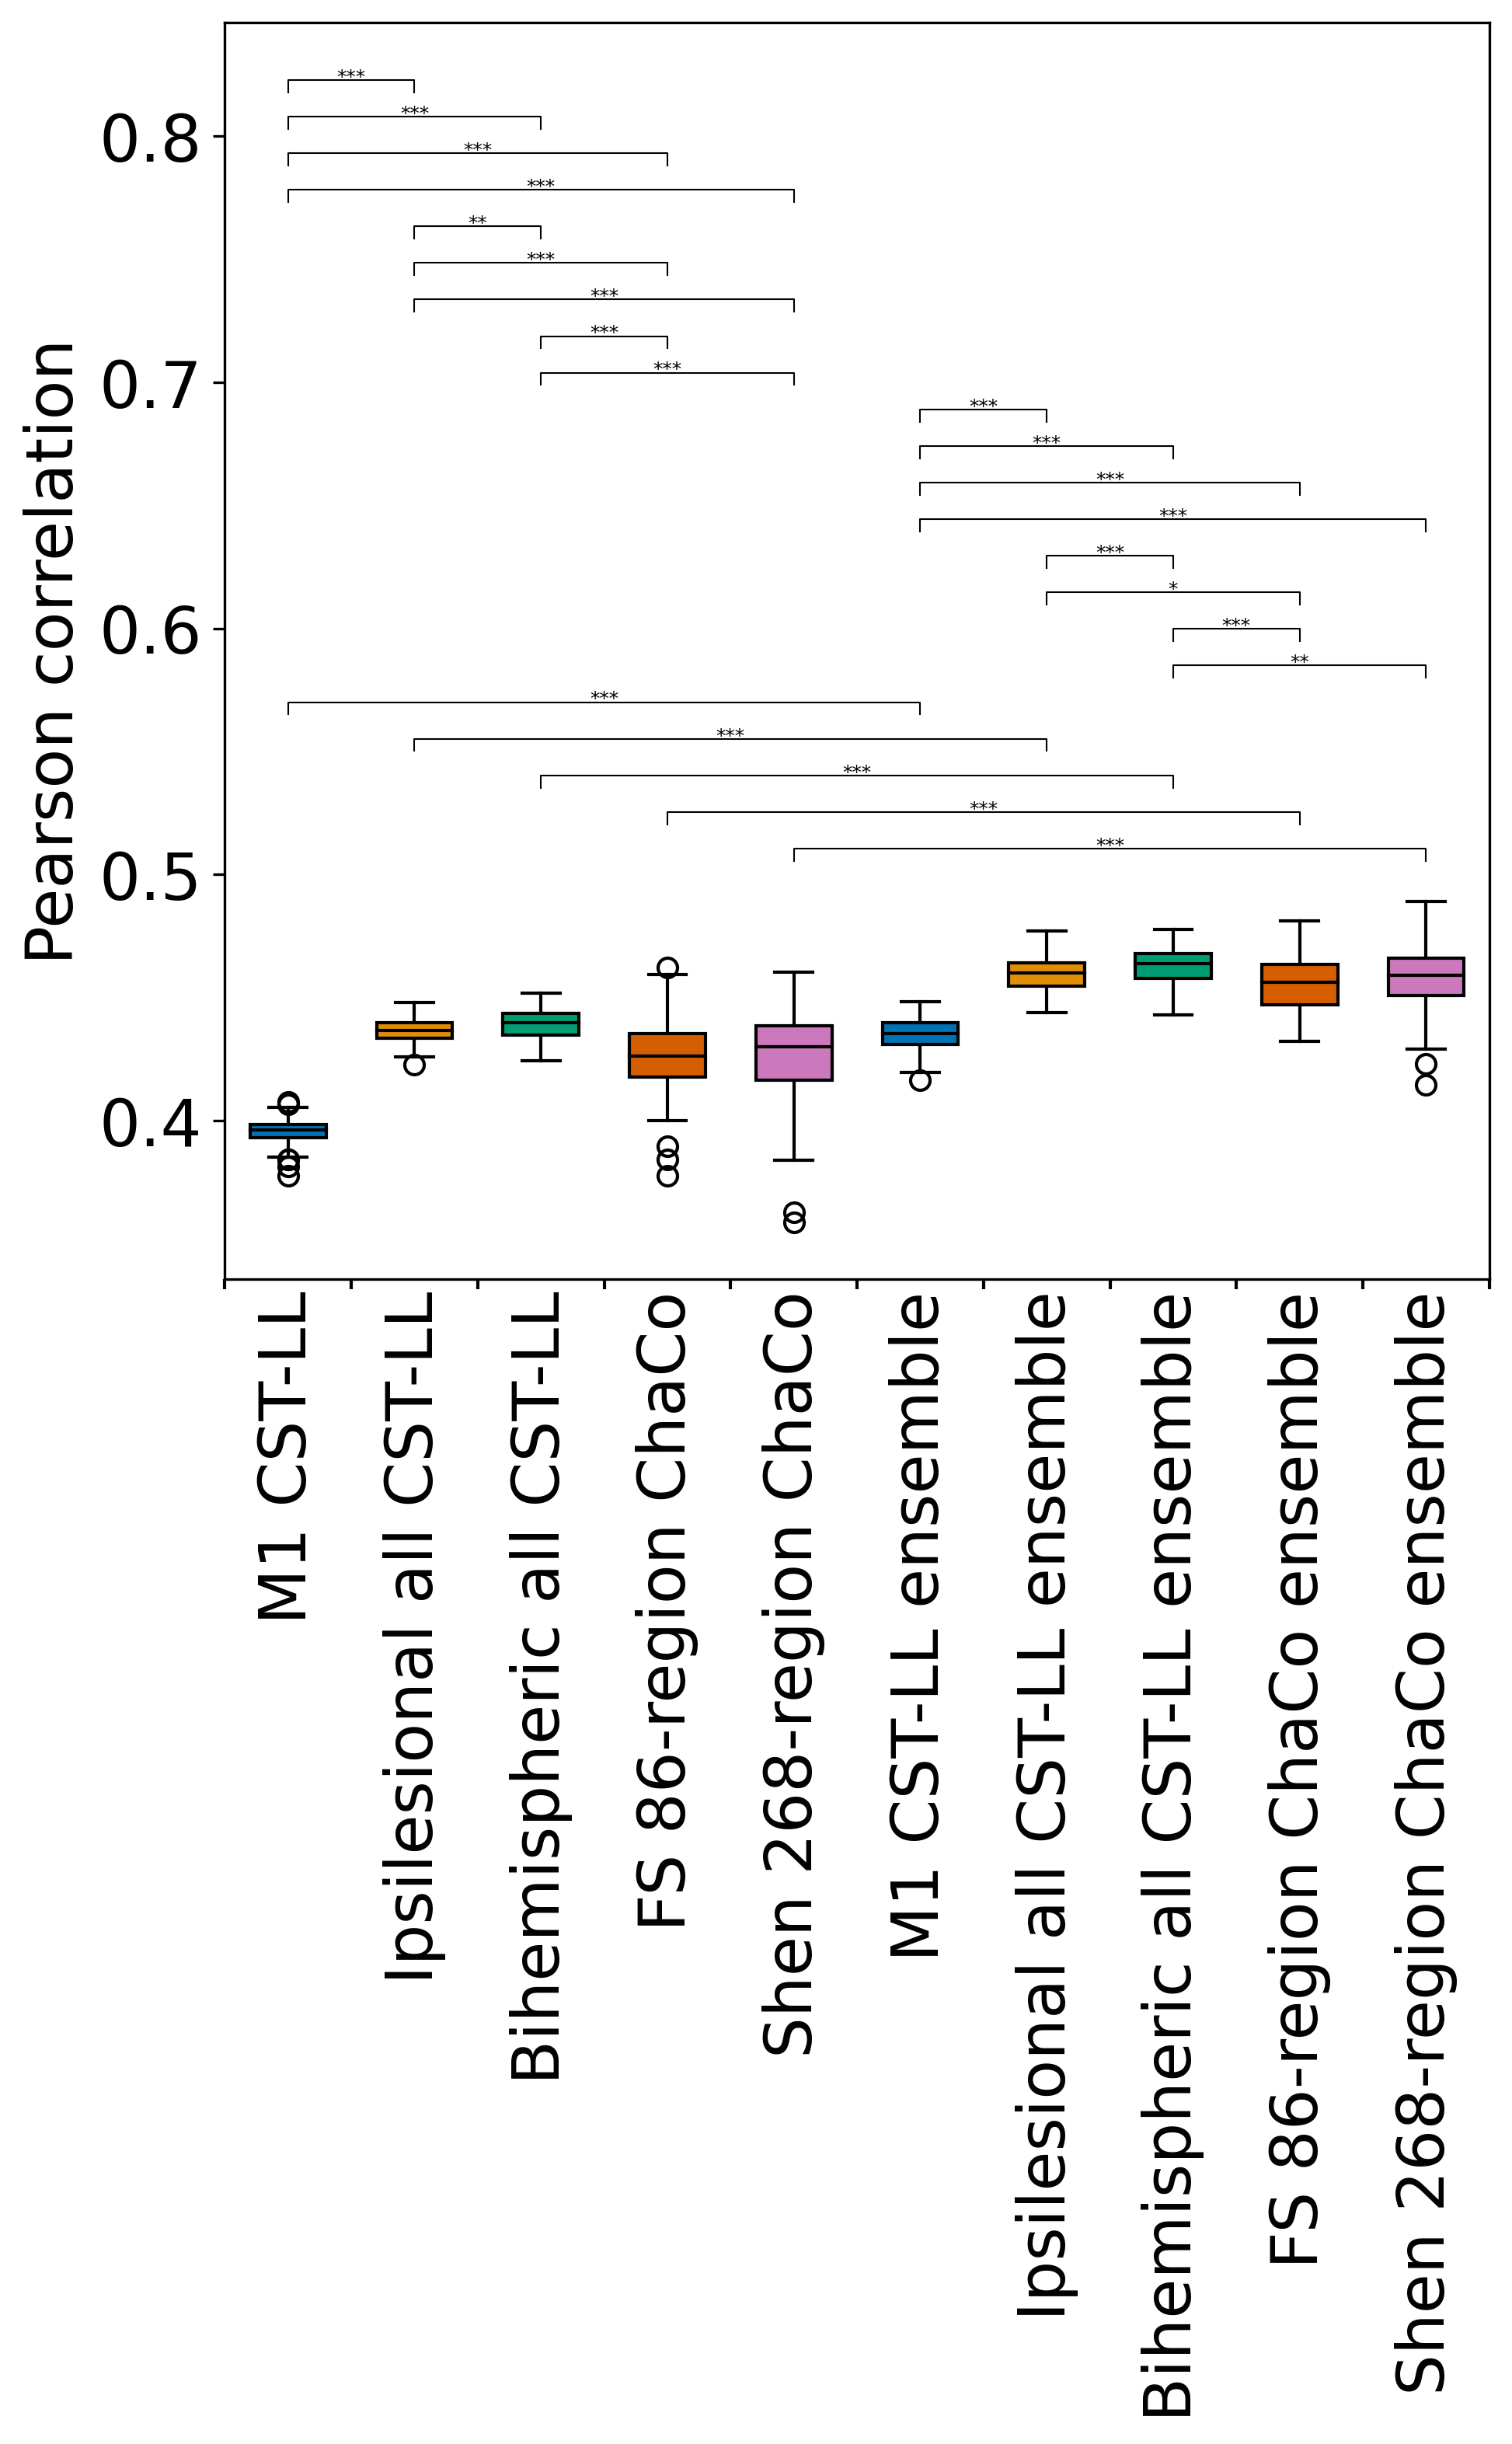 Pearson correlation
0.8
0.7
0.6
0.5
0.4
***
***
***
***
**
***
***
***
***
***
***
***
***
***
*
***
**
***
***
***
***
***
M1 CST-LL
Ipsilesional all CST-LL
Bihemispheric all CST-LL
FS 86-region ChaCo
Shen 268-region ChaCo
M1 CST-LL ensemble
Ipsilesional all CST-LL ensemble
Bihemispheric all CST-LL ensemble
FS 86-region ChaCo ensemble
Shen 268-region ChaCo ensemble